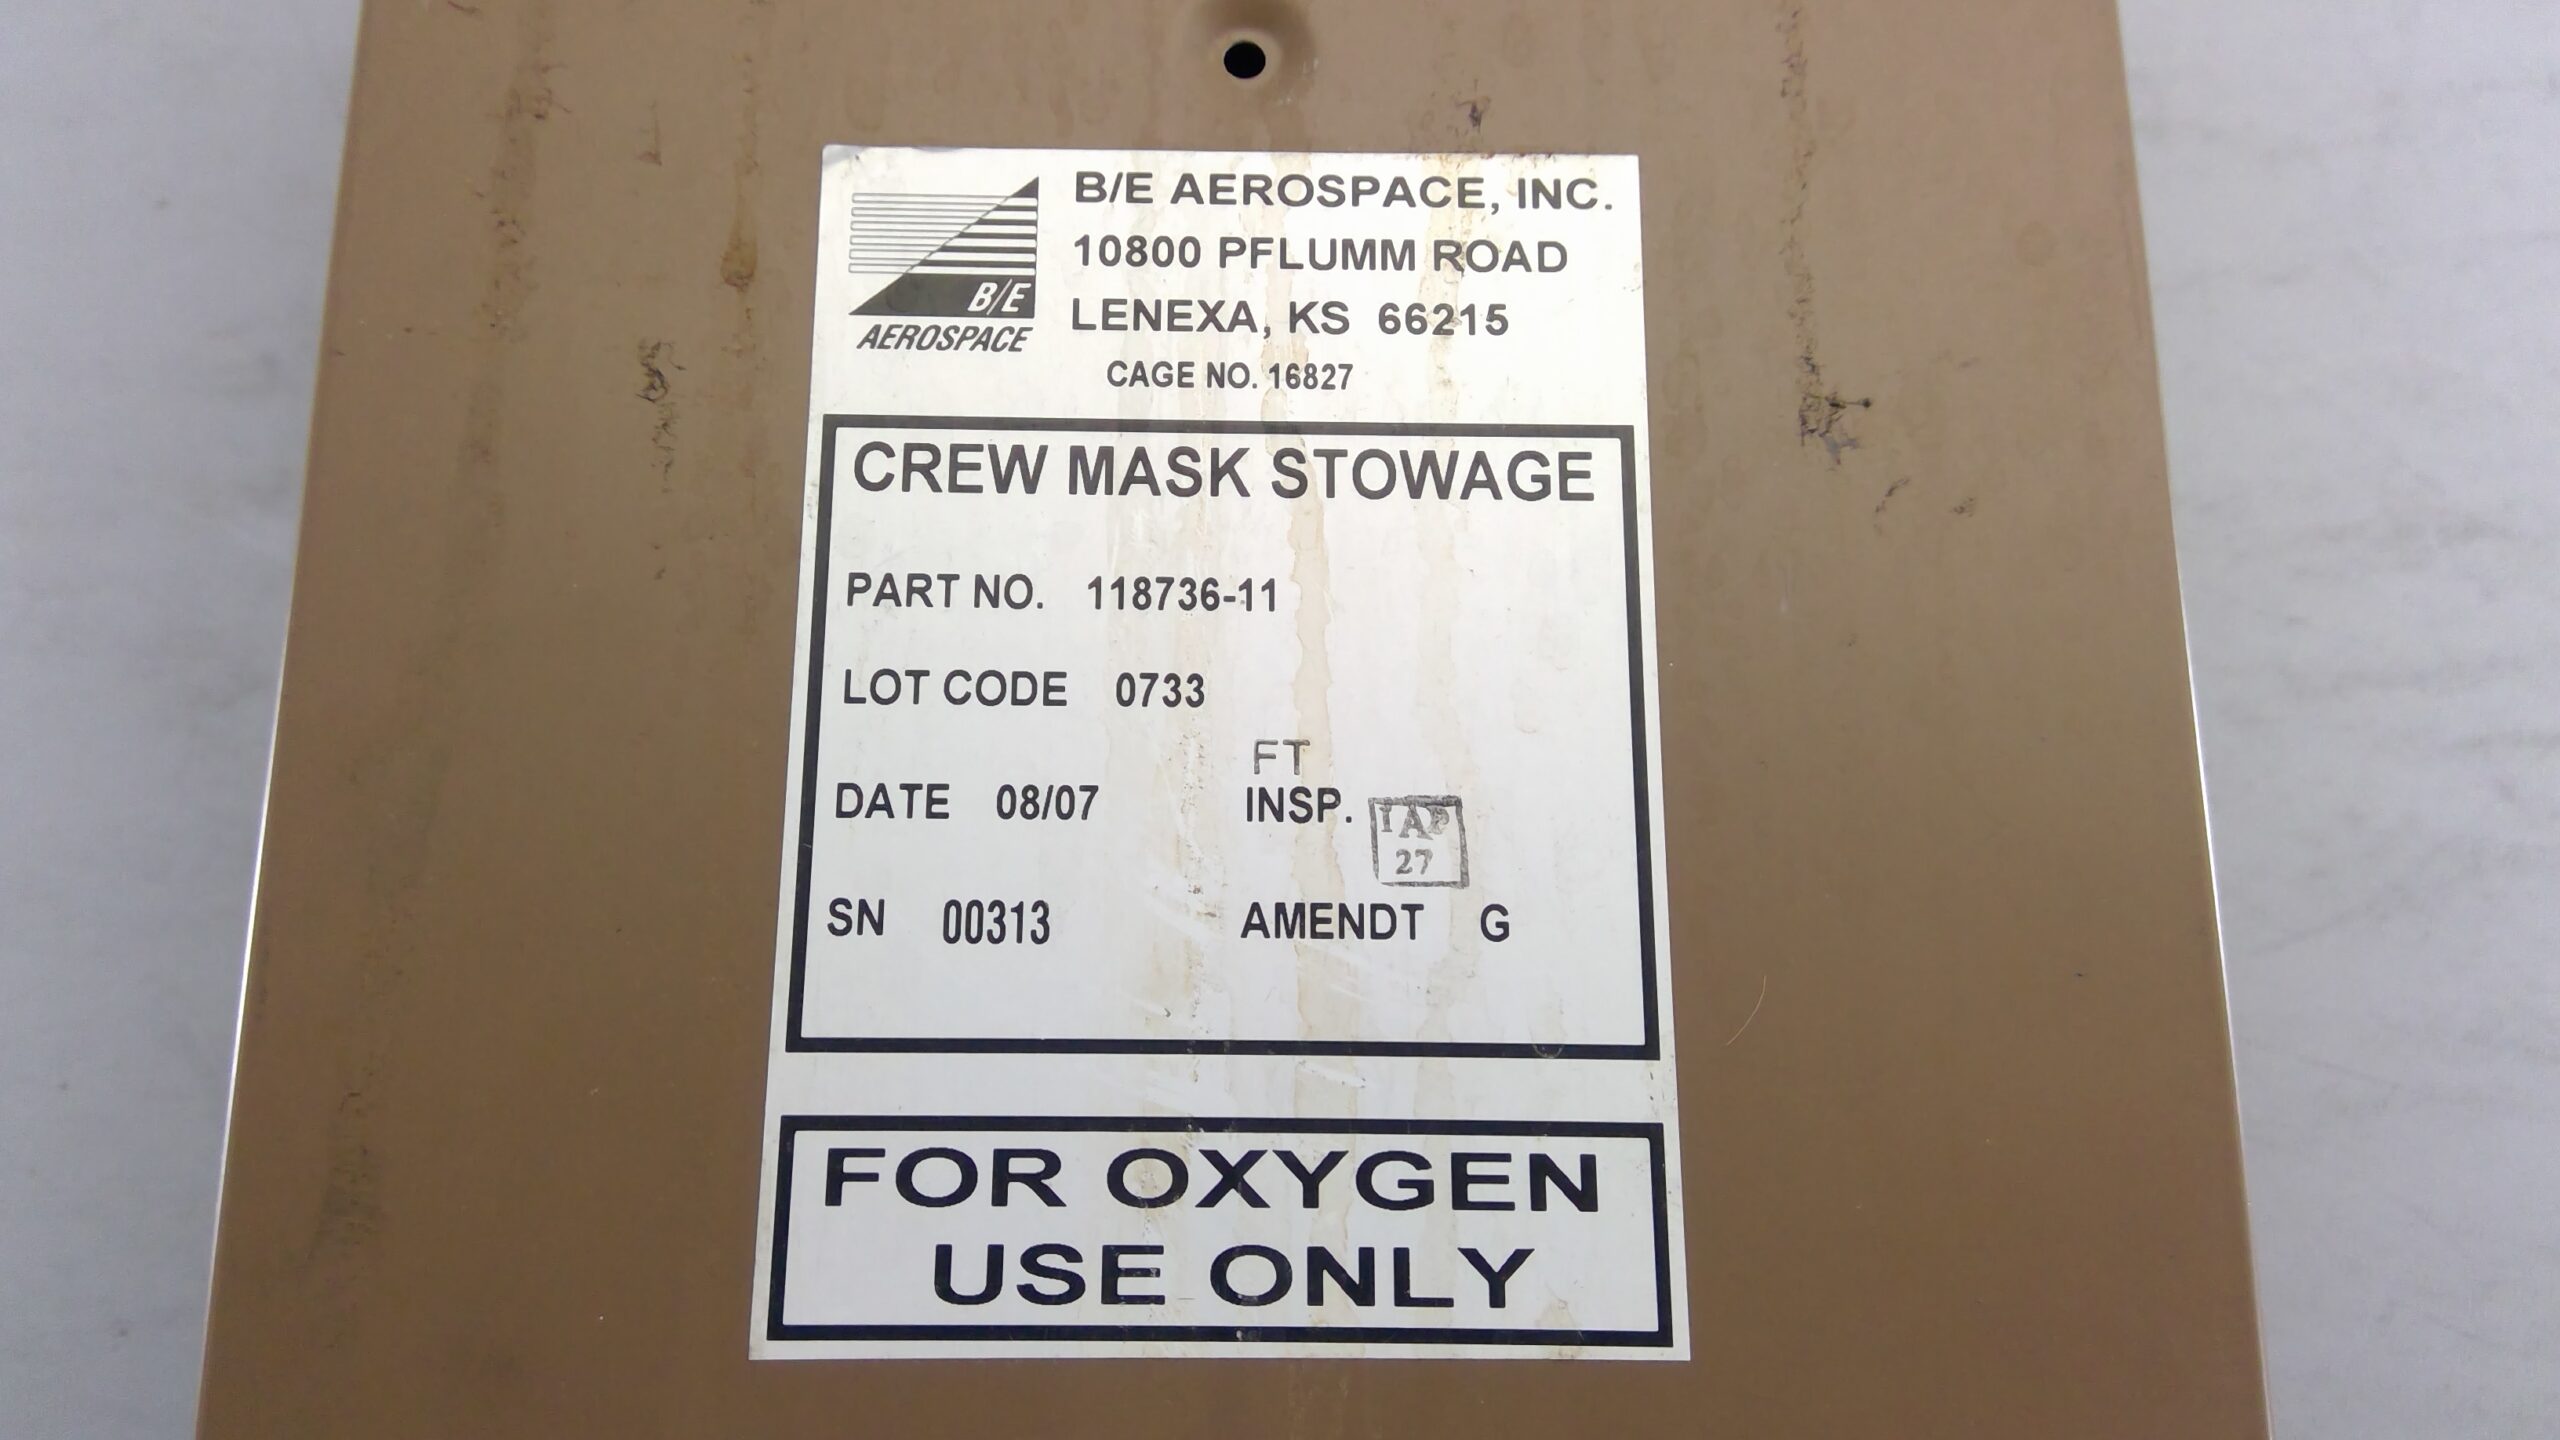 B/E
AEROSPACE
B/E AEROSPACE, INC.
10800 PFLUMM ROAD
LENEXA, KS 66215
CAGE NO. 16827
CREW MASK STOWAGE
PART NO. 118736-11
LOT CODE 0733
FT
DATE 08/07 INSP. IAP
27
SN 00313 AMENDT G
FOR OXYGEN
USE ONLY